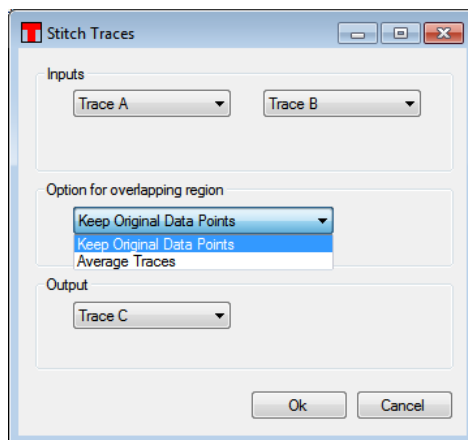 Stitch Traces
Inputs
Trace A Trace B
Option for overlapping region
Keep Original Data Points
Keep Original Data Points
Average Traces
Output
Trace C
Ok Cancel